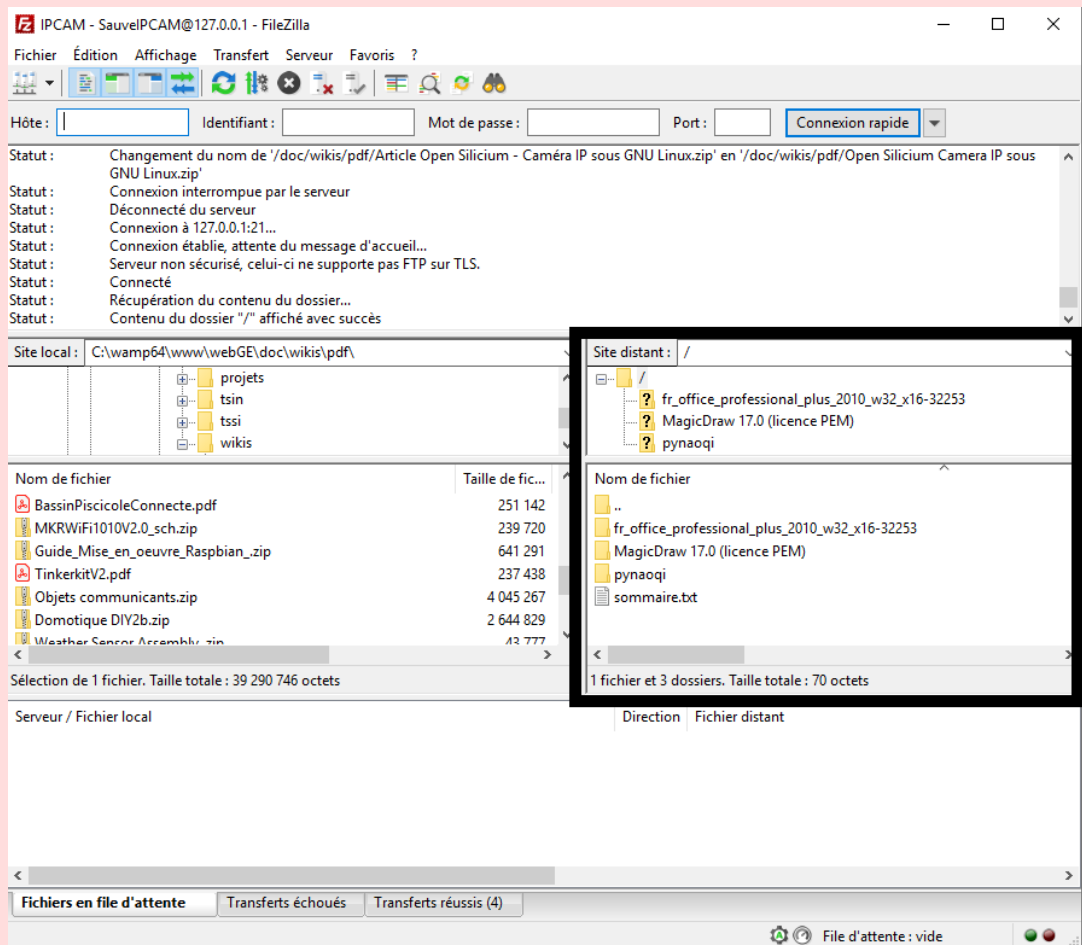 IPCAM - SauveIPCAM@127.0.0.1 - FileZilla
Fichier Édition Affichage Transfert Serveur Favoris ?
Hôte : Identifiant : Mot de passe : Port : Connexion rapide
Statut : Changement du nom de '/doc/wikis/pdf/Article Open Silicium - Caméra IP sous GNU Linux.zip' en '/doc/wikis/pdf/Open Silicium Camera IP sous
GNU Linux.zip'
Statut : Connexion interrompue par le serveur
Statut : Déconnecté du serveur
Statut : Connexion à 127.0.0.1:21...
Statut : Connexion établie, attente du message d'accueil...
Statut : Serveur non sécurisé, celui-ci ne supporte pas FTP sur TLS.
Statut : Connecté
Statut : Récupération du contenu du dossier...
Statut : Contenu du dossier "/" affiché avec succès
Site local : C:\wamp64\www\webGE\doc\wikis\pdf\
projets
tsin
tssi
wikis
Nom de fichier Taille de fic...
BassinPiscicoleConnecte.pdf 251 142
MKRWiFi1010V2.0_sch.zip 239 720
Guide_Mise_en_oeuvre_Raspbian_.zip 641 291
TinkerkitV2.pdf 237 438
Objets communicants.zip 4 045 267
Domotique DIY2b.zip 2 644 829
Weather Sensor Assembly .zip 43 777
Sélection de 1 fichier. Taille totale : 39 290 746 octets
Site distant : /
/
fr_office_professional_plus_2010_w32_x16-32253
MagicDraw 17.0 (licence PEM)
pynaoqi
Nom de fichier
..
fr_office_professional_plus_2010_w32_x16-32253
MagicDraw 17.0 (licence PEM)
pynaoqi
sommaire.txt
1 fichier et 3 dossiers. Taille totale : 70 octets
Serveur / Fichier local Direction Fichier distant
Fichiers en file d'attente Transferts échoués Transferts réussis (4)
File d'attente : vide